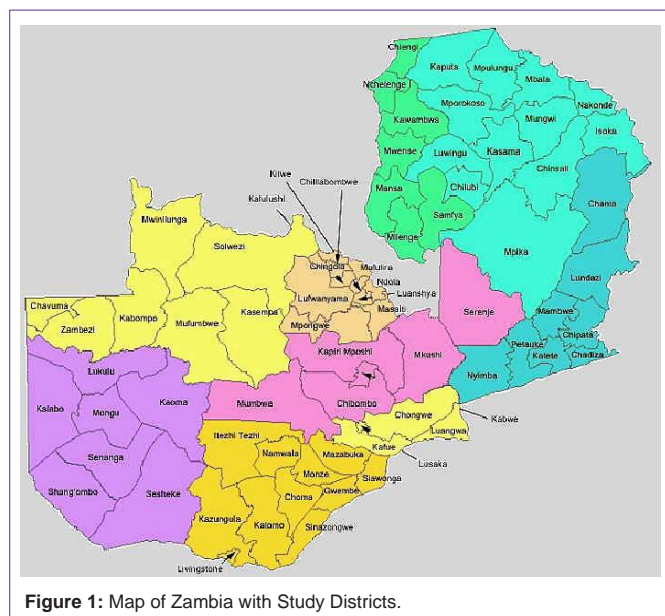 Chiengi
Kaputa
Mpulungu
Mbala
Nchelenge
Nakonde
Mporokoso
Kawambwa
Mungwi
Isoka
Mwense
Luwingu
Kasama
Kitwe
Chililabombwe
Chinsali
Mansa
Chilubi
Kalulushi
Chama
Samfya
Mwinilunga
Milenge
Mpika
Solwezi
Chingola
Mufulira
Ndola
Lundazi
Chavuma
Kabompo
Kasempa
Lufwanyama
Luanshya
Serenje
Zambezi
Mufumbwe
Masaiti
Mambwe
Mpongwe
Chipata
Petauke
Kapiri Mposhi
Mkushi
Katete
Chadiza
Lukulu
Nyimba
Kalabo
Kaoma
Mongu
Mumbwa
Chibombo
Chongwe
Kabwe
Itezhi Tezhi
Luangwa
Senanga
Namwala
Mazabuka
Kafue
Monze
Lusaka
Siawonga
Shang'ombo
Sesheke
Choma
Gwembe
Kazungula
Kalomo
Sinazongwe
Livingstone
Figure 1: Map of Zambia with Study Districts.